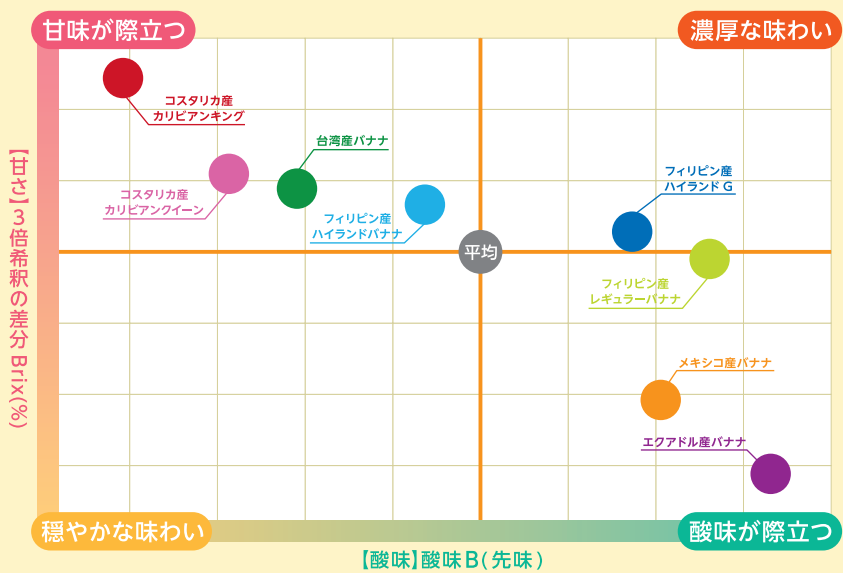 甘味が際立つ
濃厚な味わい
コスタリカ産
カリビアンキング
台湾産バナナ
フィリピン産
ハイランドG
コスタリカ産
カリビアンクイーン
フィリピン産
ハイランドバナナ
平均
フィリピン産
レギュラーバナナ
メキシコ産バナナ
エクアドル産バナナ
【甘さ】3倍希釈の差分 Brix(%)
穏やかな味わい
酸味が際立つ
【酸味】酸味B(先味)